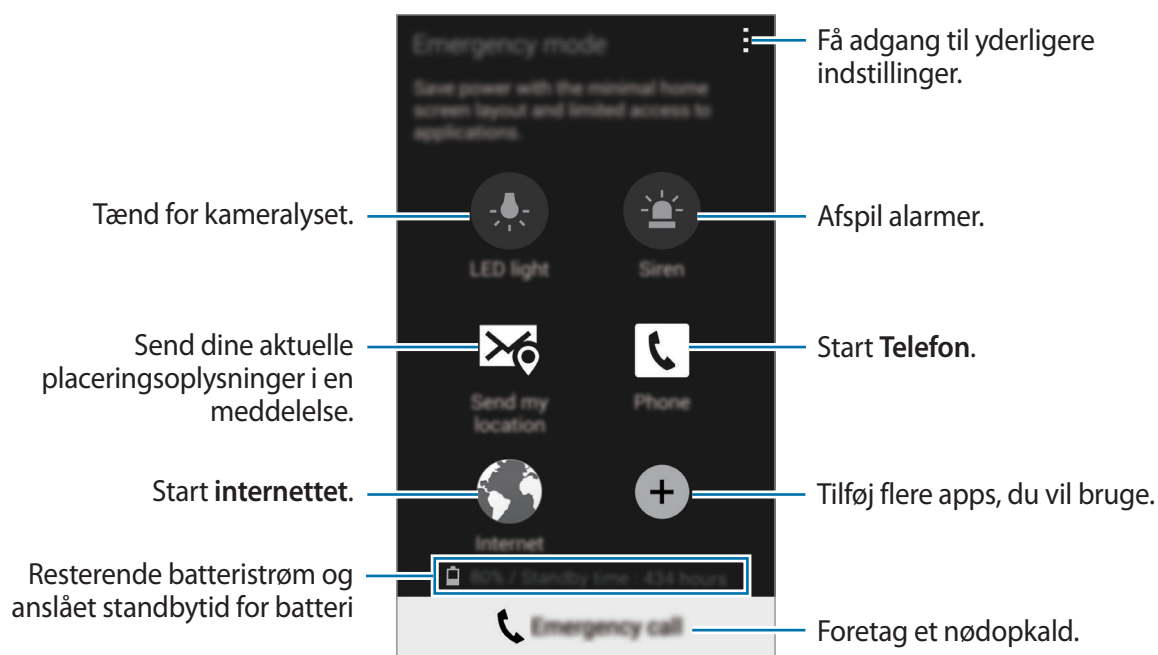 Emergency mode
Få adgang til yderligere
indstillinger.
Save power with the minimal home
screen layout and limited access to
applications.
Tænd for kameralyset.
LED light
Siren
Afspil alarmer.
Send dine aktuelle
placeringsoplysninger i en
meddelelse.
Send my
location
Phone
Start Telefon.
Start internettet.
Internet
Tilføj flere apps, du vil bruge.
Resterende batteristrøm og
anslået standbytid for batteri
80% / Standby time : 434 hours
Emergency call
Foretag et nødopkald.